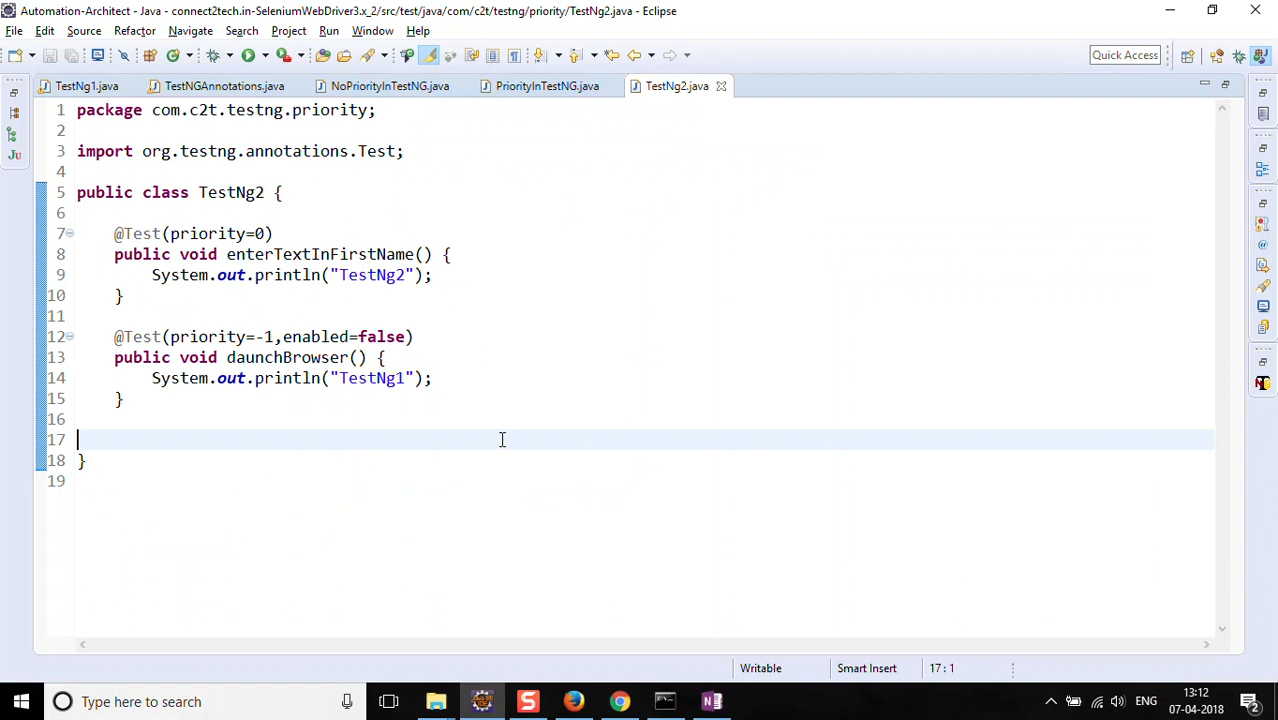 Automation-Architect - Java - connect2tech.in-SeleniumWebDriver3.x_2/src/test/java/com/c2t/testng/priority/TestNg2.java - Eclipse
File Edit Source Refactor Navigate Search Project Run Window Help
Quick Access
TestNg1.java TestNGAnnotations.java NoPriorityInTestNG.java PriorityInTestNG.java TestNg2.java
1 package com.c2t.testng.priority;
2
3 import org.testng.annotations.Test;
4
5 public class TestNg2 {
6
7 @Test(priority=0)
8 public void enterTextInFirstName() {
9 System.out.println("TestNg2");
10 }
11
12 @Test(priority=-1,enabled=false)
13 public void daunchBrowser() {
14 System.out.println("TestNg1");
15 }
16
17
18 }
19
Writable Smart Insert 17 : 1
Type here to search
ENG
13:12
07-04-2018
2